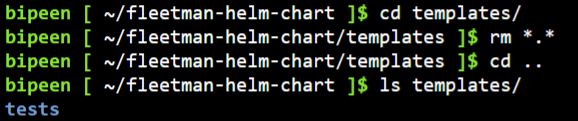 bipeen [ ~/fleetman-helm-chart ]$ cd templates/
bipeen [ ~/fleetman-helm-chart/templates ]$ rm *.*
bipeen [ ~/fleetman-helm-chart/templates ]$ cd ..
bipeen [ ~/fleetman-helm-chart ]$ ls templates/
tests